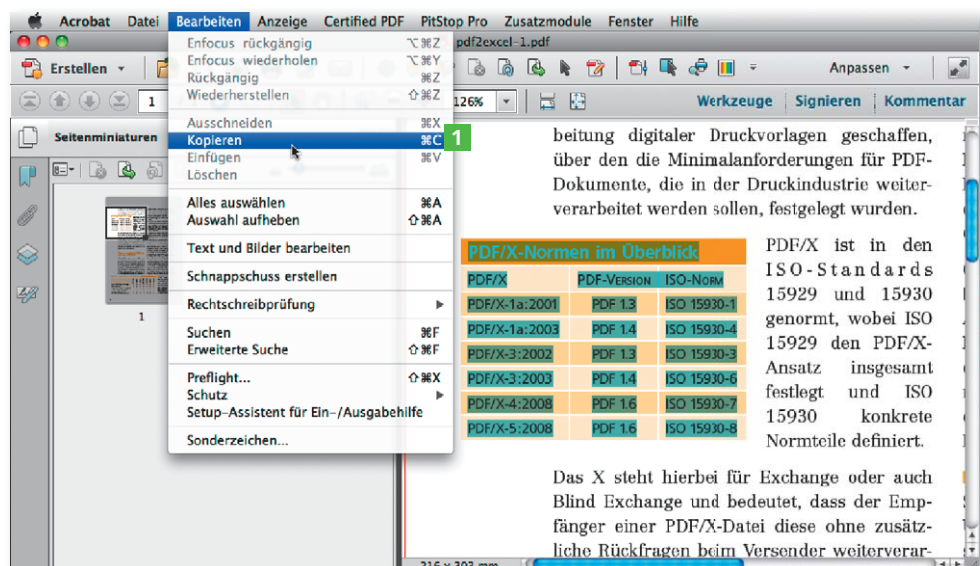 Acrobat Datei Bearbeiten Anzeige Certified PDF PitStop Pro Zusatzmodule Fenster Hilfe
pdf2excel-1.pdf
Erstellen Anpassen
1 126% Werkzeuge Signieren Kommentar
Seitenminiaturen
1
Enfocus rückgängig ⌥⌘Z
Enfocus wiederholen ⌥⌘Y
Rückgängig ⌘Z
Wiederherstellen ⇧⌘Z
Ausschneiden ⌘X
Kopieren ⌘C 1
Einfügen ⌘V
Löschen
Alles auswählen ⌘A
Auswahl aufheben ⇧⌘A
Text und Bilder bearbeiten
Schnappschuss erstellen
Rechtschreibprüfung
Suchen ⌘F
Erweiterte Suche ⇧⌘F
Preflight... ⇧⌘X
Schutz
Setup-Assistent für Ein-/Ausgabehilfe
Sonderzeichen...
beitung digitaler Druckvorlagen geschaffen,
über den die Minimalanforderungen für PDF-
Dokumente, die in der Druckindustrie weiter-
verarbeitet werden sollen, festgelegt wurden.
PDF/X-Normen im Überblick
PDF/X PDF-Version ISO-Norm
PDF/X-1a:2001 PDF 1.3 ISO 15930-1
PDF/X-1a:2003 PDF 1.4 ISO 15930-4
PDF/X-3:2002 PDF 1.3 ISO 15930-3
PDF/X-3:2003 PDF 1.4 ISO 15930-6
PDF/X-4:2008 PDF 1.6 ISO 15930-7
PDF/X-5:2008 PDF 1.6 ISO 15930-8
PDF/X ist in den
ISO-Standards
15929 und 15930
genormt, wobei ISO
15929 den PDF/X-
Ansatz insgesamt
festlegt und ISO
15930 konkrete
Normteile definiert.
Das X steht hierbei für Exchange oder auch
Blind Exchange und bedeutet, dass der Emp-
fänger einer PDF/X-Datei diese ohne zusätz-
liche Rückfragen beim Versender weiterverar-
216 x 303 mm